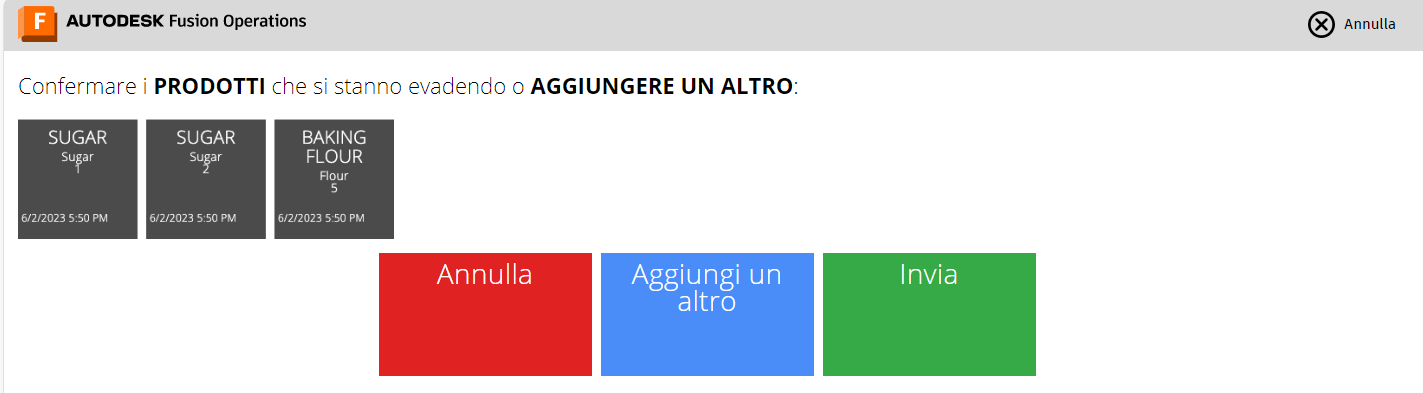 F AUTODESK Fusion Operations
Annulla
Confermare i PRODOTTI che si stanno evadendo o AGGIUNGERE UN ALTRO:
SUGAR
Sugar
1
6/2/2023 5:50 PM
SUGAR
Sugar
2
6/2/2023 5:50 PM
BAKING
FLOUR
Flour
5
6/2/2023 5:50 PM
Annulla
Aggiungi un
altro
Invia